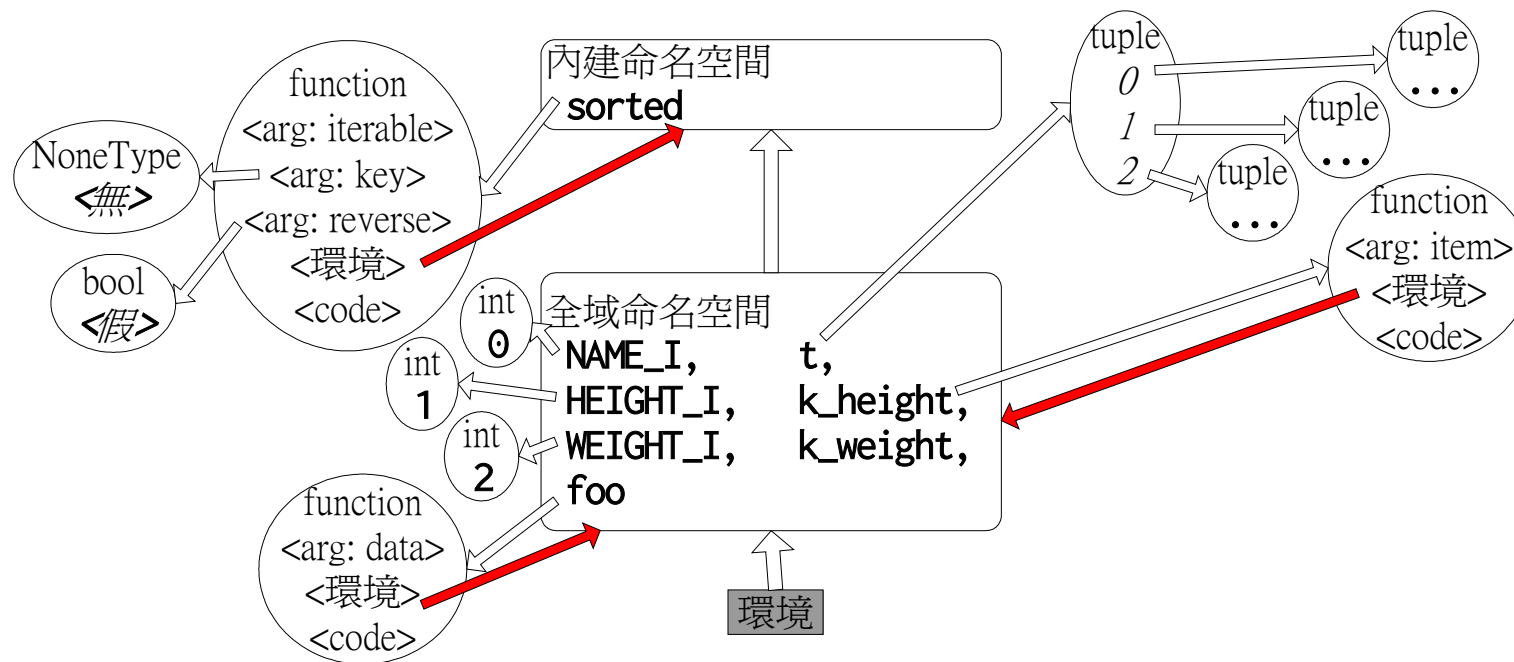 function
<arg: iterable>
<arg: key>
<arg: reverse>
<環境>
<code>
NoneType
<無>
bool
<假>
內建命名空間
sorted
tuple
0
1
2
tuple
...
tuple
...
tuple
...
function
<arg: item>
<環境>
<code>
全域命名空間
NAME_I, t,
HEIGHT_I, k_height,
WEIGHT_I, k_weight,
foo
int
0
int
1
int
2
function
<arg: data>
<環境>
<code>
環境